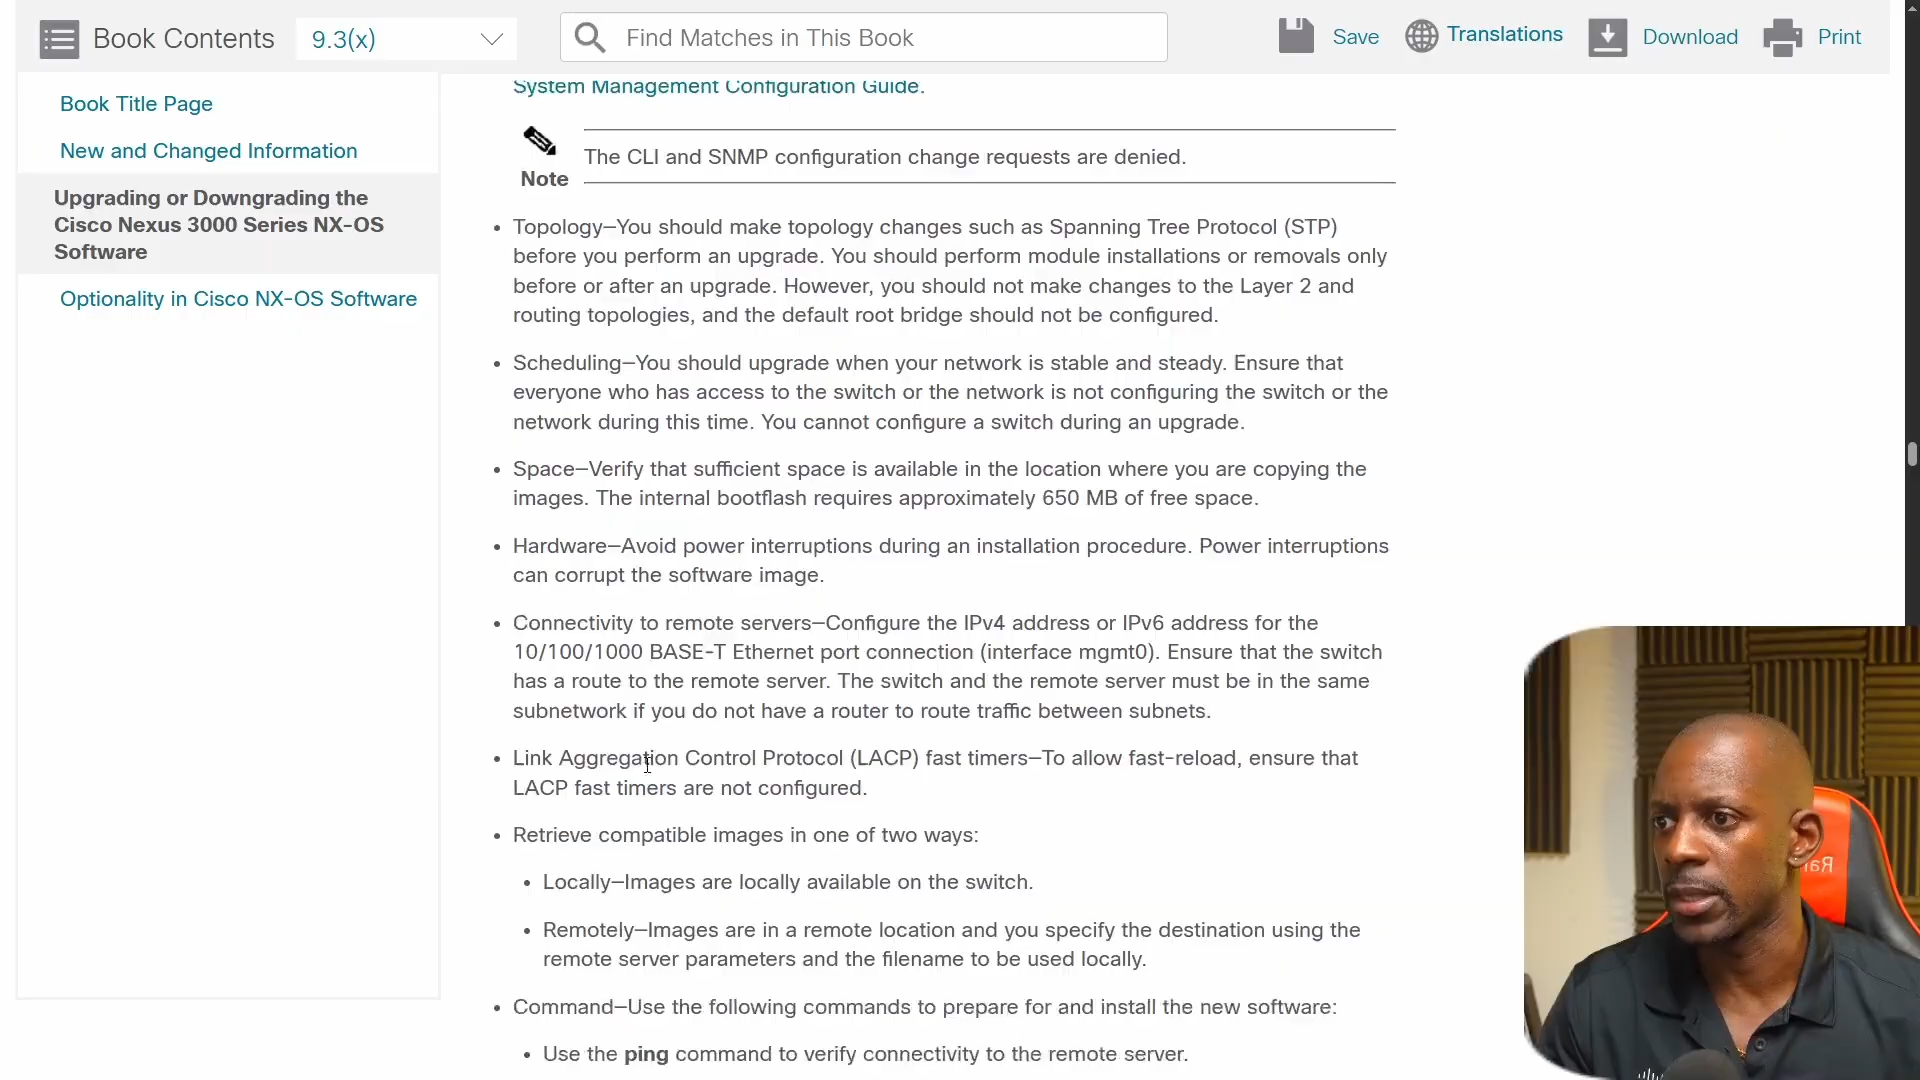 Book Contents
9.3(x)
Find Matches in This Book
Save
Translations
Download
Print
Book Title Page
New and Changed Information
Upgrading or Downgrading the
Cisco Nexus 3000 Series NX-OS
Software
Optionality in Cisco NX-OS Software
System Management Configuration Guide.
Note
The CLI and SNMP configuration change requests are denied.
• Topology—You should make topology changes such as Spanning Tree Protocol (STP)
before you perform an upgrade. You should perform module installations or removals only
before or after an upgrade. However, you should not make changes to the Layer 2 and
routing topologies, and the default root bridge should not be configured.
• Scheduling—You should upgrade when your network is stable and steady. Ensure that
everyone who has access to the switch or the network is not configuring the switch or the
network during this time. You cannot configure a switch during an upgrade.
• Space—Verify that sufficient space is available in the location where you are copying the
images. The internal bootflash requires approximately 650 MB of free space.
• Hardware—Avoid power interruptions during an installation procedure. Power interruptions
can corrupt the software image.
• Connectivity to remote servers—Configure the IPv4 address or IPv6 address for the
10/100/1000 BASE-T Ethernet port connection (interface mgmt0). Ensure that the switch
has a route to the remote server. The switch and the remote server must be in the same
subnetwork if you do not have a router to route traffic between subnets.
• Link Aggregation Control Protocol (LACP) fast timers—To allow fast-reload, ensure that
LACP fast timers are not configured.
• Retrieve compatible images in one of two ways:
• Locally—Images are locally available on the switch.
• Remotely—Images are in a remote location and you specify the destination using the
remote server parameters and the filename to be used locally.
• Command—Use the following commands to prepare for and install the new software:
• Use the ping command to verify connectivity to the remote server.